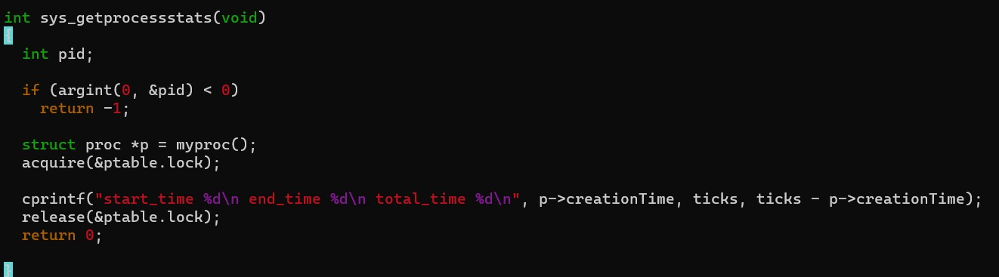 int sys_getprocessstats(void)
{
  int pid;
  if (argint(0, &pid) < 0)
    return -1;
  struct proc *p = myproc();
  acquire(&ptable.lock);
  cprintf("start_time %d\n end_time %d\n total_time %d\n", p->creationTime, ticks, ticks - p->creationTime);
  release(&ptable.lock);
  return 0;
}